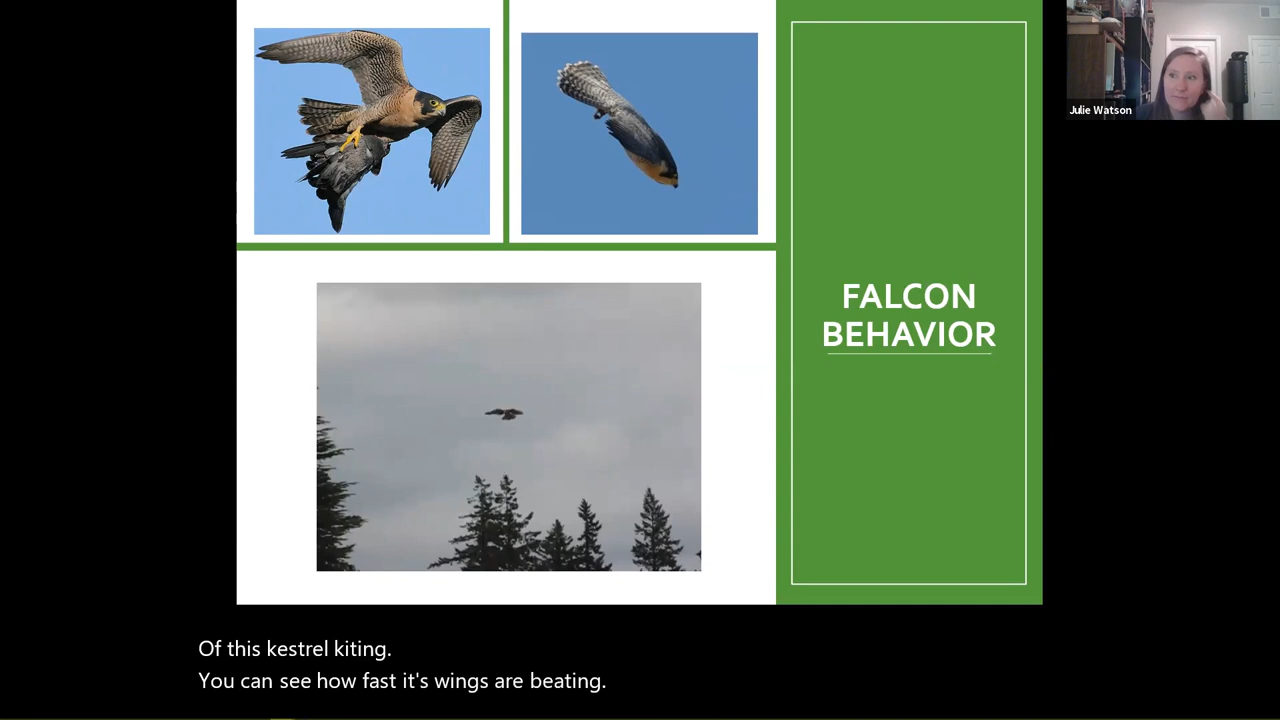 Julie Watson
FALCON
BEHAVIOR
Of this kestrel kiting.
You can see how fast it's wings are beating.